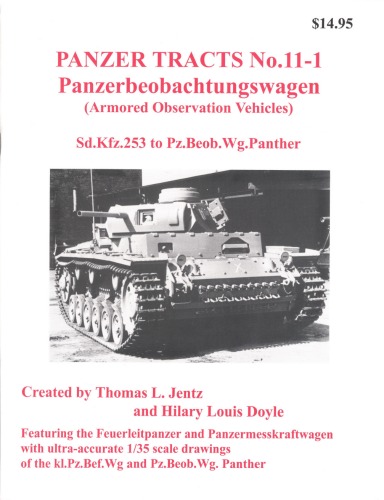 $14.95
PANZER TRACTS No.11-1
Panzerbeobachtungswagen
(Armored Observation Vehicles)
Sd.Kfz.253 to Pz.Beob.Wg.Panther
Created by Thomas L. Jentz
and Hilary Louis Doyle
Featuring the Feuerleitpanzer and Panzermesskraftwagen
with ultra-accurate 1/35 scale drawings
of the kl.Pz.Bef.Wg and Pz.Beob.Wg. Panther